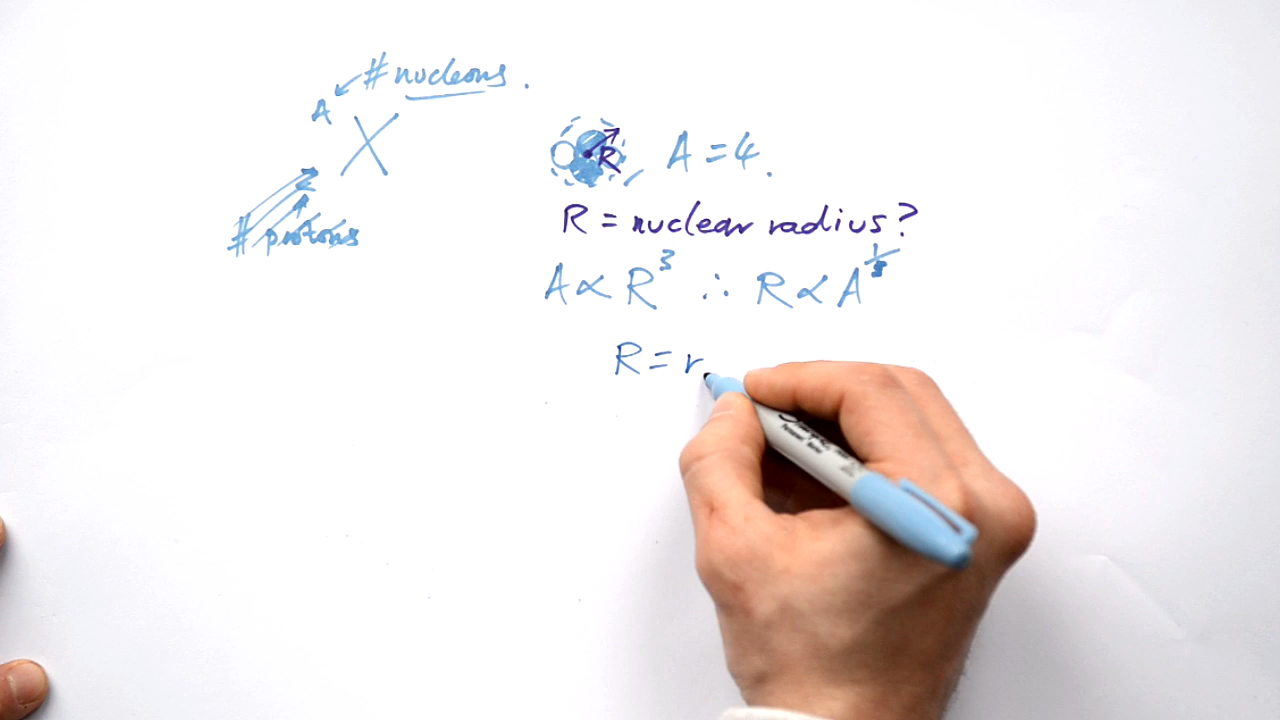 # nucleons.
A
X
Z
# protons
R
A = 4.
R = nuclear radius?
A ∝ R³ ∴ R ∝ A^1/3
R = r